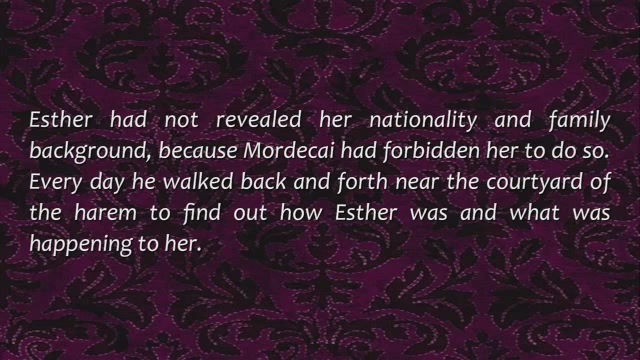 Esther had not revealed her nationality and family
background, because Mordecai had forbidden her to do so.
Every day he walked back and forth near the courtyard of
the harem to find out how Esther was and what was
happening to her.